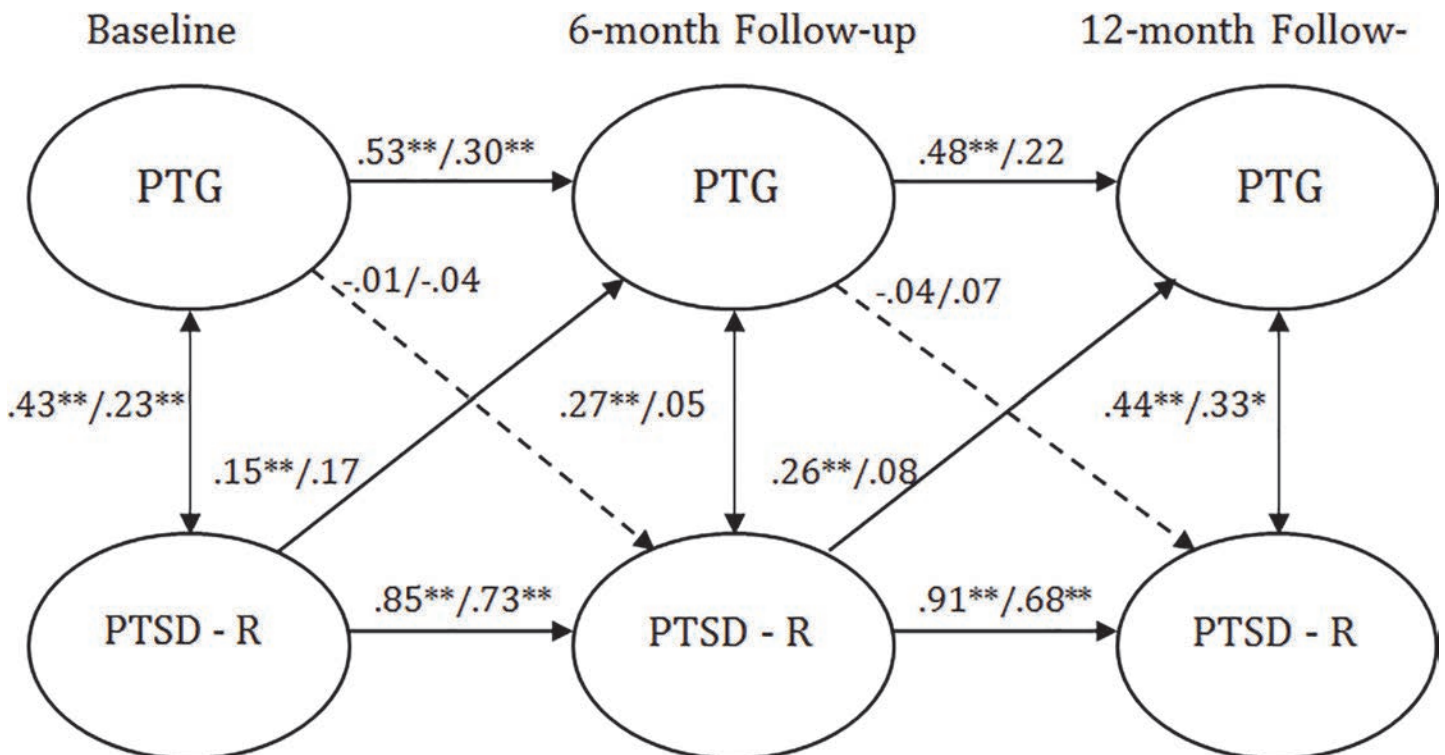 Baseline 6-month Follow-up 12-month Follow-
.53**/.30** .48**/.22
PTG PTG PTG
-.01/-.04 -.04/.07
.43**/.23** .27**/.05 .44**/.33*
.15**/.17 .26**/.08
.85**/.73** .91**/.68**
PTSD - R PTSD - R PTSD - R